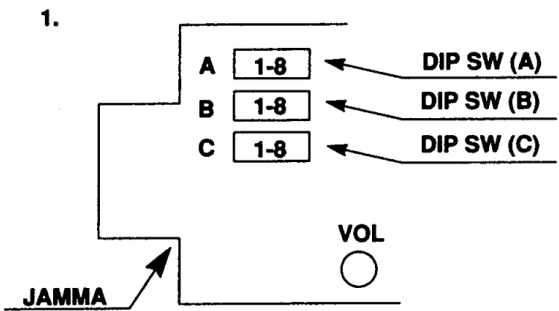 1.
A 1-8 DIP SW (A)
B 1-8 DIP SW (B)
C 1-8 DIP SW (C)
VOL
JAMMA